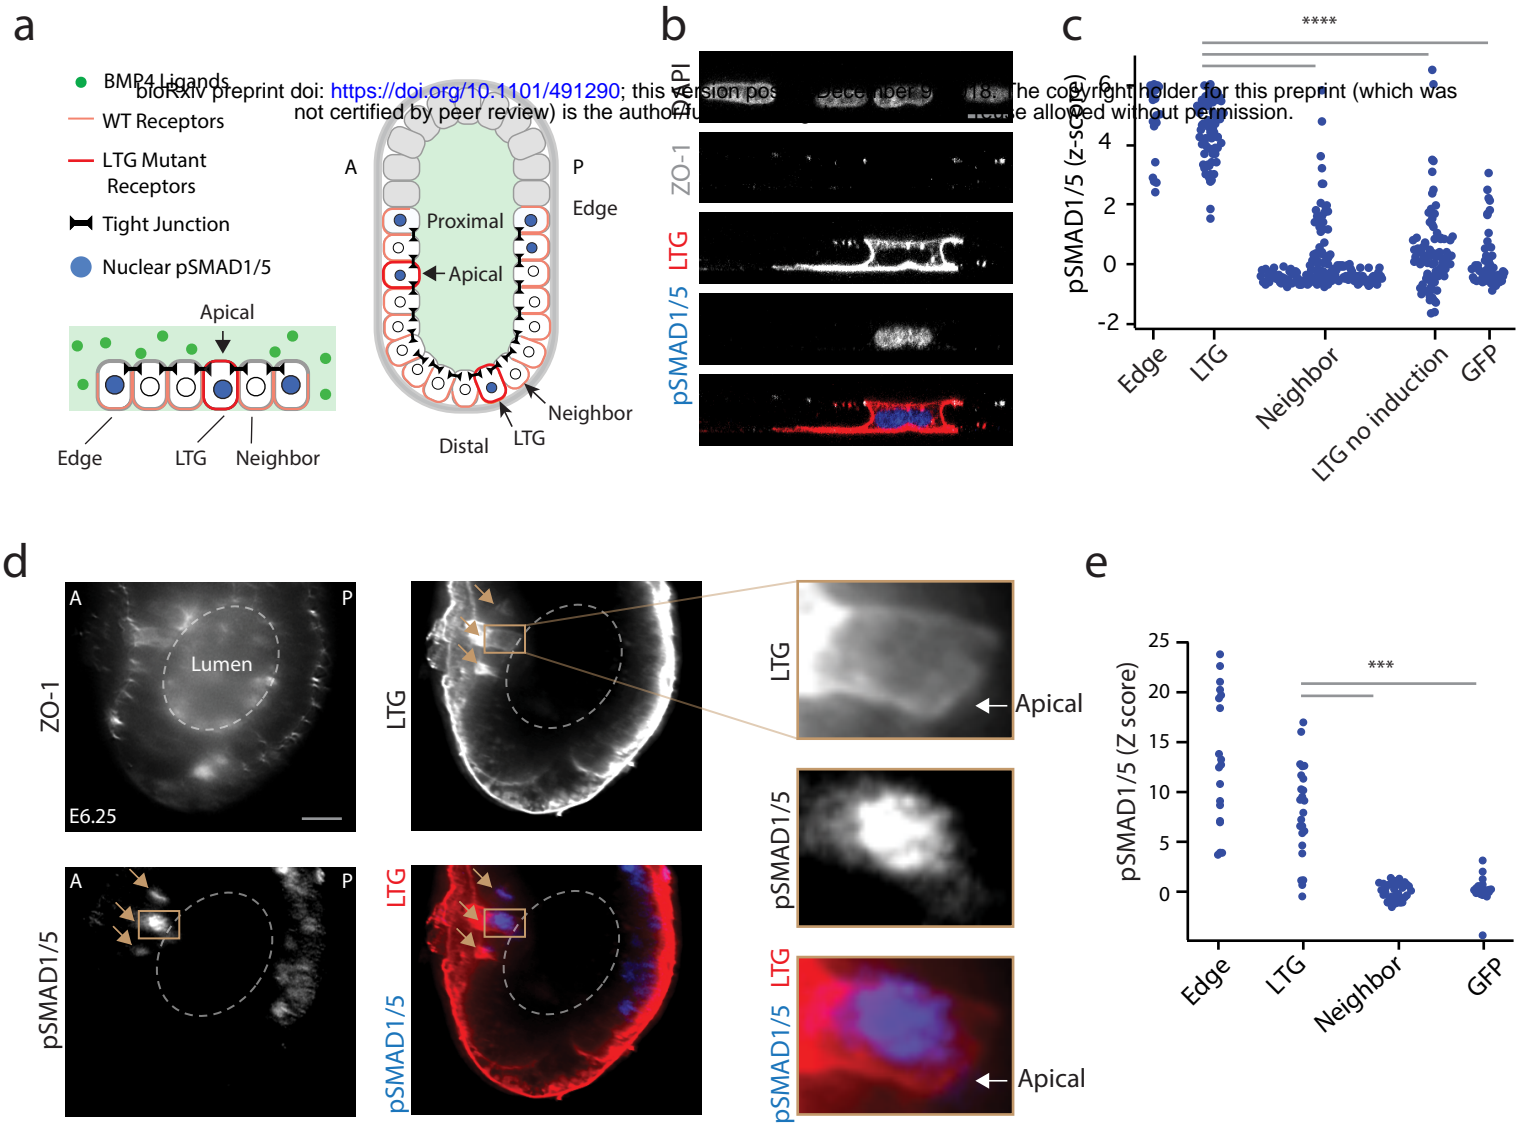 a
BMP4 Ligands
WT Receptors
LTG Mutant
Receptors
Tight Junction
Nuclear pSMAD1/5
Apical
Edge
LTG
Neighbor
A
P
Edge
Proximal
Apical
Neighbor
LTG
Distal
bioRxiv preprint doi: https://doi.org/10.1101/491290; this version December 9 The copyright holder for this preprint (which was
not certified by peer review) is the allowed without permission.
b
DAPI
ZO-1
LTG
pSMAD1/5
c
****
pSMAD1/5 (z-score)
6
4
2
0
-2
Edge
LTG
Neighbor
LTG no induction
GFP
d
ZO-1
A
P
Lumen
E6.25
LTG
LTG
Apical
pSMAD1/5
A
P
pSMAD1/5 LTG
pSMAD1/5
pSMAD1/5 LTG
Apical
e
***
pSMAD1/5 (Z score)
25
20
15
10
5
0
Edge
LTG
Neighbor
GFP